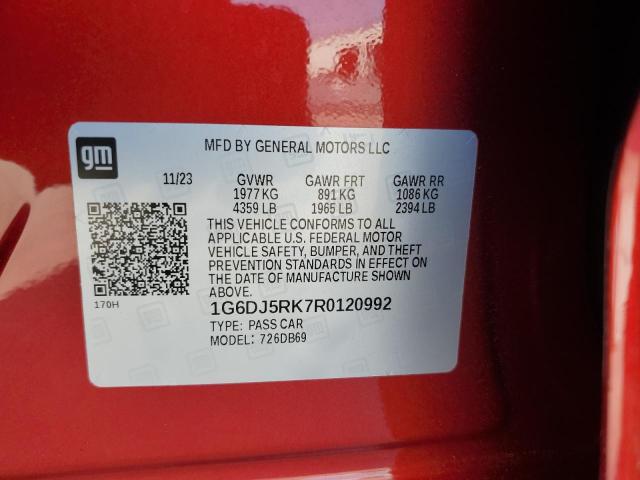 gm
MFD BY GENERAL MOTORS LLC
11/23 GVWR GAWR FRT GAWR RR
1977 KG 891 KG 1086 KG
4359 LB 1965 LB 2394 LB
THIS VEHICLE CONFORMS TO ALL
APPLICABLE U.S. FEDERAL MOTOR
VEHICLE SAFETY, BUMPER, AND THEFT
PREVENTION STANDARDS IN EFFECT ON
THE DATE OF MANUFACTURE SHOWN
ABOVE.
170H
1G6DJ5RK7R0120992
TYPE: PASS CAR
MODEL: 726DB69